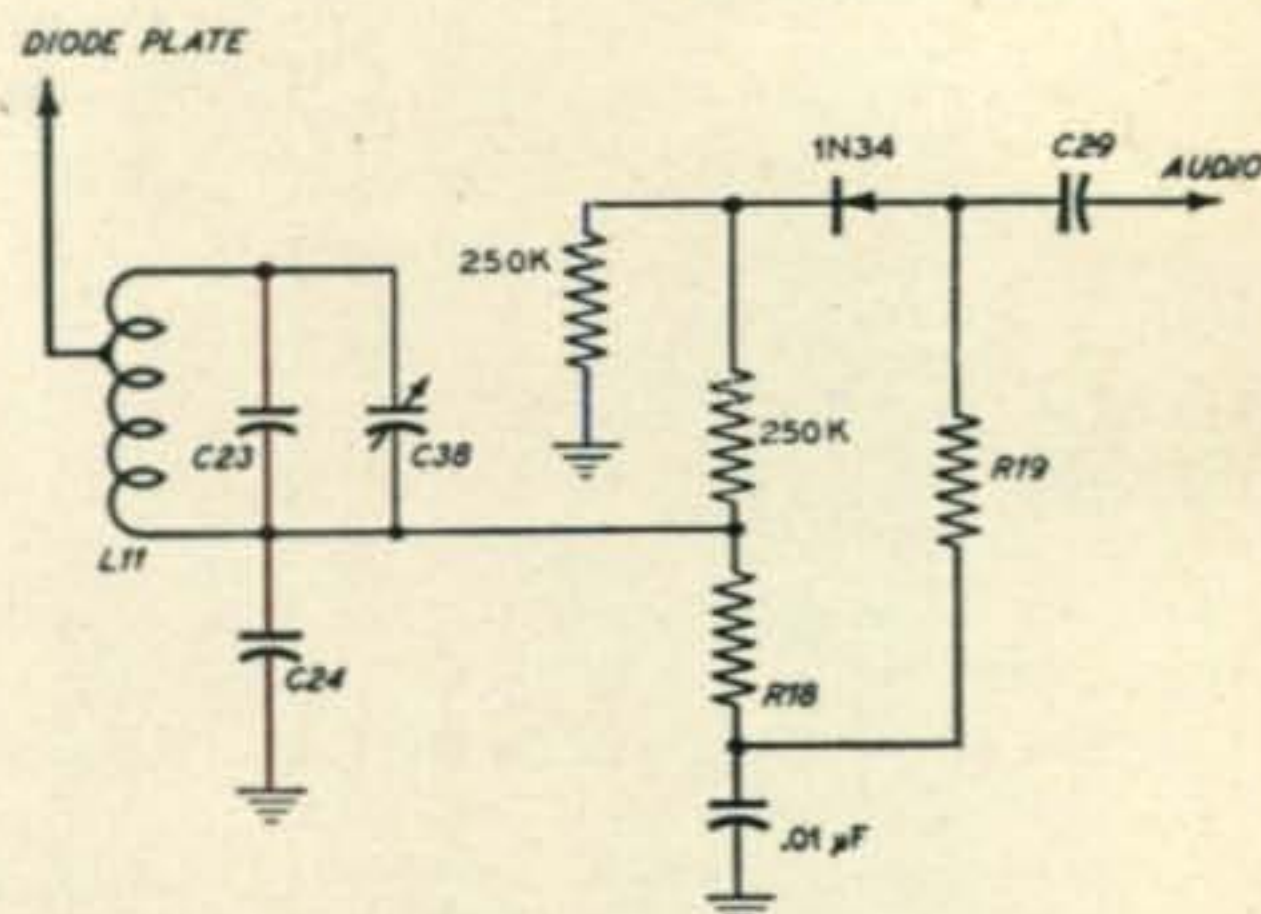 DIODE PLATE
1N34
C29
AUDIO
250K
C23
C38
250K
R19
L11
C24
R18
.01 µF